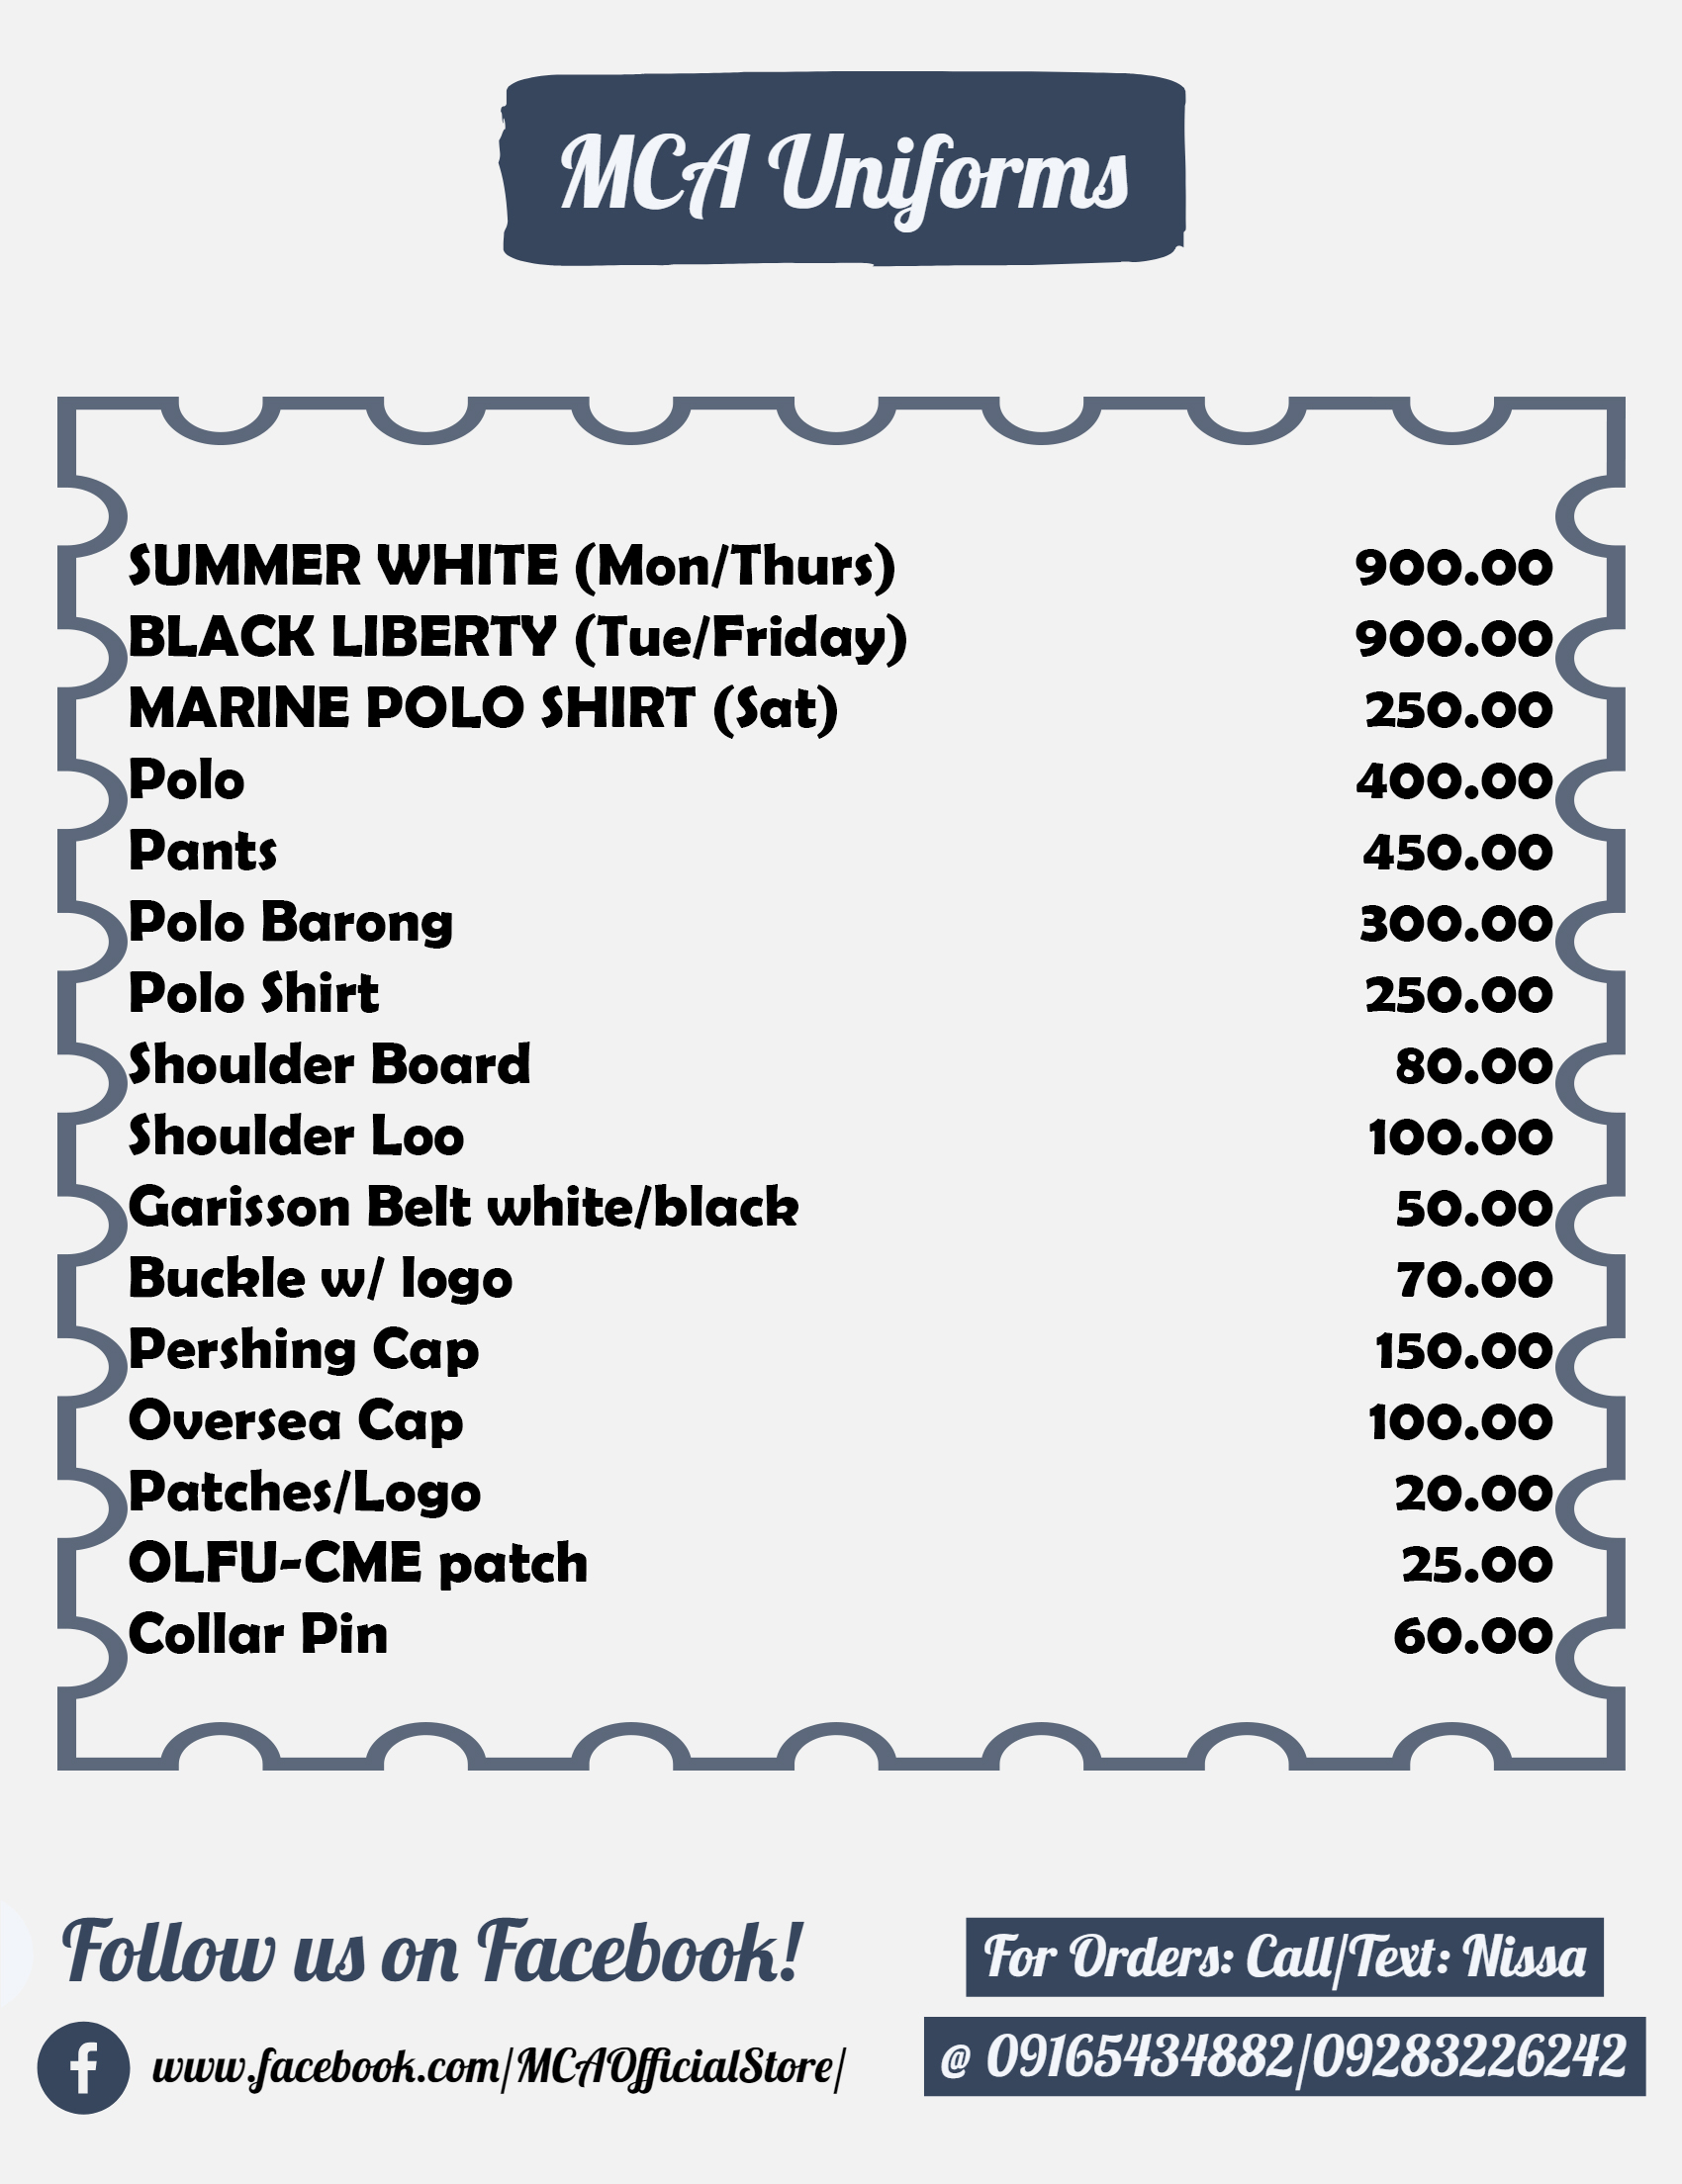 MCA Uniforms
SUMMER WHITE (Mon/Thurs) 900.00
BLACK LIBERTY (Tue/Friday) 900.00
MARINE POLO SHIRT (Sat) 250.00
Polo 400.00
Pants 450.00
Polo Barong 300.00
Polo Shirt 250.00
Shoulder Board 80.00
Shoulder Loo 100.00
Garisson Belt white/black 50.00
Buckle w/ logo 70.00
Pershing Cap 150.00
Oversea Cap 100.00
Patches/Logo 20.00
OLFU-CME patch 25.00
Collar Pin 60.00
Follow us on Facebook!
www.facebook.com/MCAOfficialStore/
For Orders: Call/Text: Nissa
@ 09165434882/09283226242